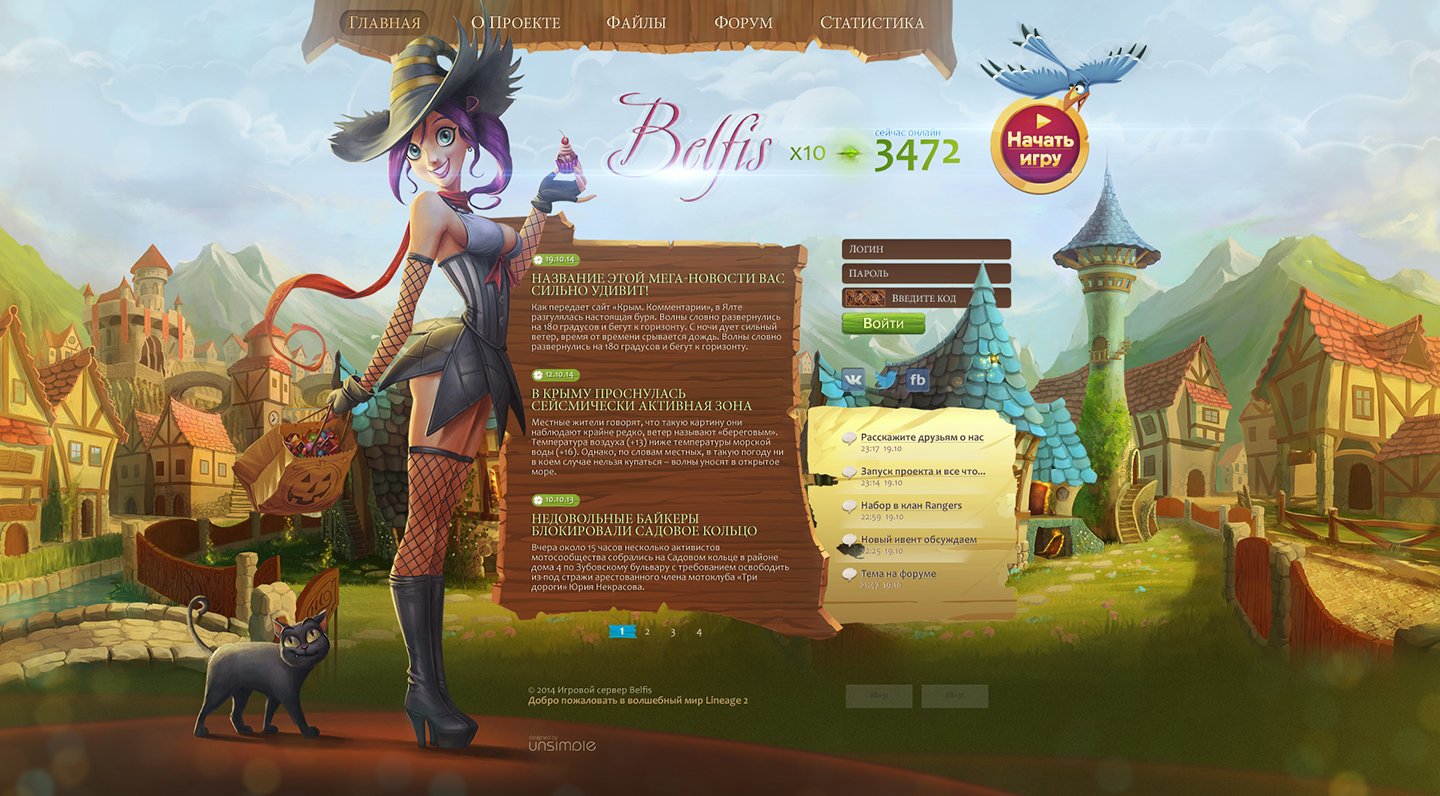 Главная
О Проекте
Файлы
Форум
Статистика
Belfis
x10
сейчас онлайн
3472
Начать
игру
19.10.14
НАЗВАНИЕ ЭТОЙ МЕГА-НОВОСТИ ВАС
СИЛЬНО УДИВИТ!
Как передает сайт «Крым. Комментарии», в Ялте
разгулялась настоящая буря. Волны словно развернулись
на 180 градусов и бегут к горизонту. С ночи дует сильный
ветер, время от времени срывается дождь. Волны словно
развернулись на 180 градусов и бегут к горизонту.
12.10.14
В КРЫМУ ПРОСНУЛАСЬ
СЕЙСМИЧЕСКИ АКТИВНАЯ ЗОНА
Местные жители говорят, что такую картину они
наблюдают крайне редко, ветер называют «береговым».
Температура воздуха (+13) ниже температуры морской
воды (+16). Однако, по словам местных, в такую погоду ни
в коем случае нельзя купаться – волны уносят в открытое
море.
10.10.13
НЕДОВОЛЬНЫЕ БАЙКЕРЫ
БЛОКИРОВАЛИ САДОВОЕ КОЛЬЦО
Вчера около 15 часов несколько активистов
мотосообщества собрались на Садовом кольце в районе
дома 4 по Зубовскому бульвару с требованием освободить
из-под стражи арестованного члена мотоклуба «Три
дороги» Юрия Некрасова.
1 2 3 4
Логин
Пароль
Введите код
Войти
fb
Расскажите друзьям о нас
23:17 19.10
Запуск проекта и все что...
23:14 19.10
Набор в клан Rangers
22:59 19.10
Новый ивент обсуждаем
22:25 19.10
Тема на форуме
21:47 19.10
© 2014 Игровой сервер Belfis
Добро пожаловать в волшебный мир Lineage 2
designed by
unsimple